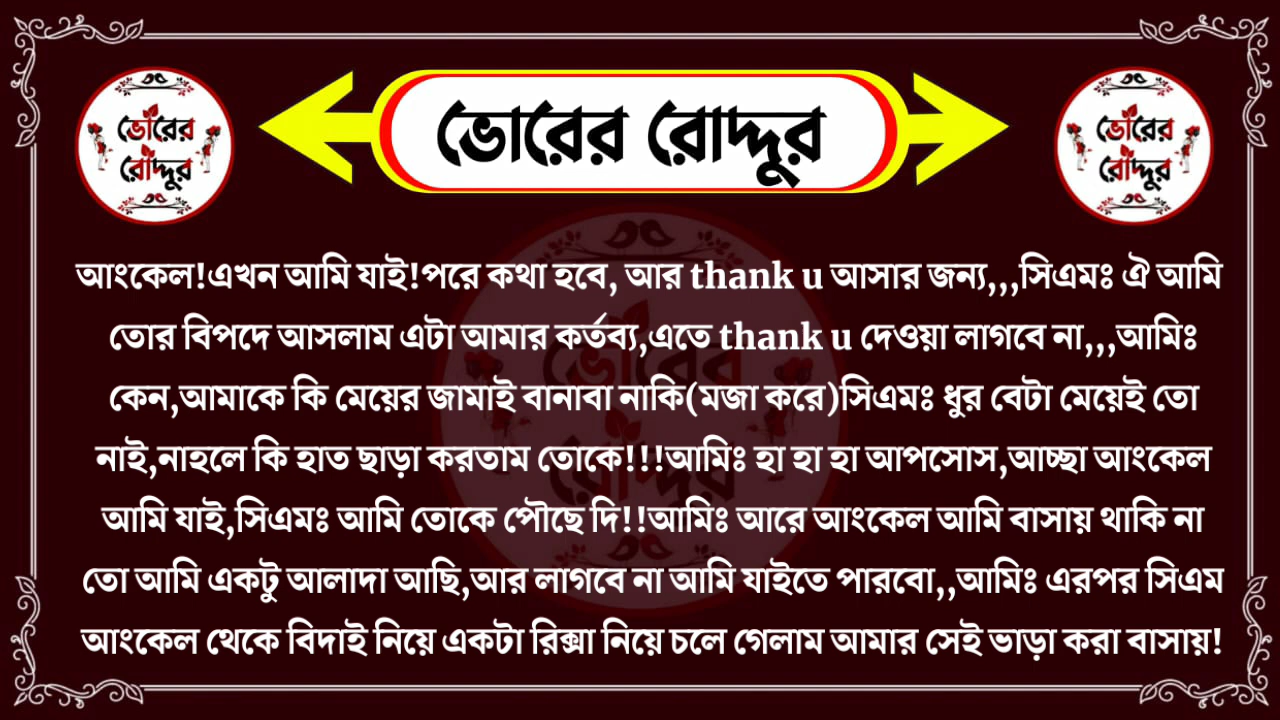 ভোরের রোদ্দুর
ভোরের
রোদ্দুর
ভোরের
রোদ্দুর
আংকেল!এখন আমি যাই!পরে কথা হবে, আর thank u আসার জন্য,,,সিএমঃ ঐ আমি
তোর বিপদে আসলাম এটা আমার কর্তব্য,এতে thank u দেওয়া লাগবে না,,,আমিঃ
কেন,আমাকে কি মেয়ের জামাই বানাবা নাকি(মজা করে)সিএমঃ ধুর বেটা মেয়েই তো
নাই,নাহলে কি হাত ছাড়া করতাম তোকে!!!আমিঃ হা হা হা আপসোস,আচ্ছা আংকেল
আমি যাই,সিএমঃ আমি তোকে পৌছে দি!!আমিঃ আরে আংকেল আমি বাসায় থাকি না
তো আমি একটু আলাদা আছি,আর লাগবে না আমি যাইতে পারবো,,আমিঃ এরপর সিএম
আংকেল থেকে বিদাই নিয়ে একটা রিক্সা নিয়ে চলে গেলাম আমার সেই ভাড়া করা বাসায়!